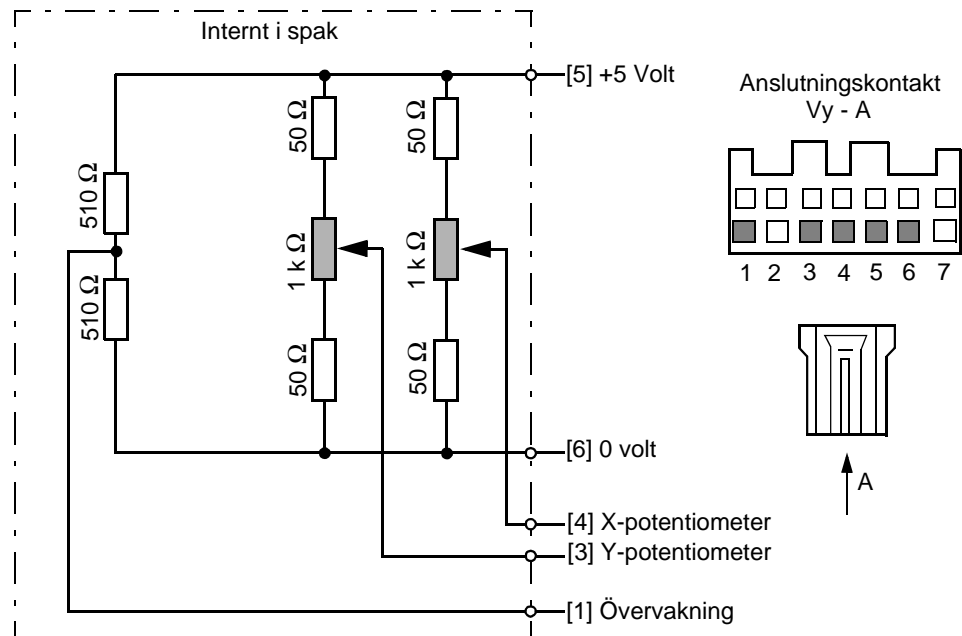 Internt i spak
[5] +5 Volt
Anslutningskontakt
Vy - A
50 Ω
50 Ω
510 Ω
1 k Ω
1 k Ω
510 Ω
1 2 3 4 5 6 7
50 Ω
50 Ω
[6] 0 volt
A
[4] X-potentiometer
[3] Y-potentiometer
[1] Övervakning